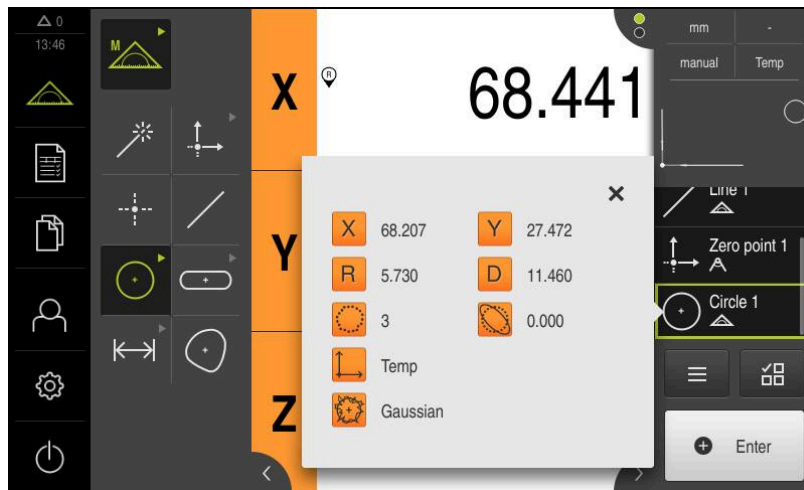 0
13:46
M
X
R
68.441
mm
-
manual
Temp
X 68.207 Y 27.472
R 5.730 D 11.460
3 0.000
Temp
Gaussian
Y
Z
Line 1
Zero point 1
Circle 1
Enter